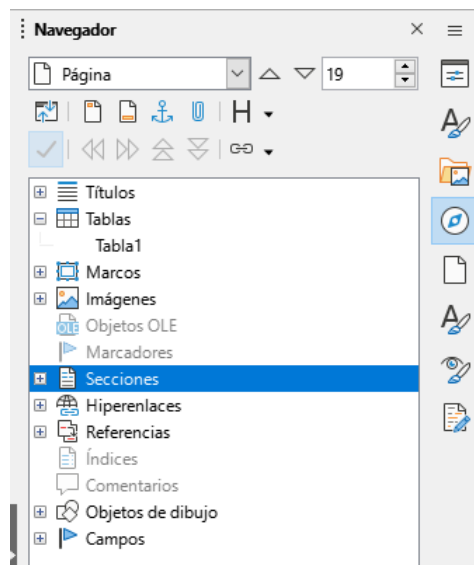 Navegador
Página 19
H
Títulos
Tablas
Tabla1
Marcos
Imágenes
OLE Objetos OLE
Marcadores
Secciones
Hiperenlaces
Referencias
Índices
Comentarios
Objetos de dibujo
Campos